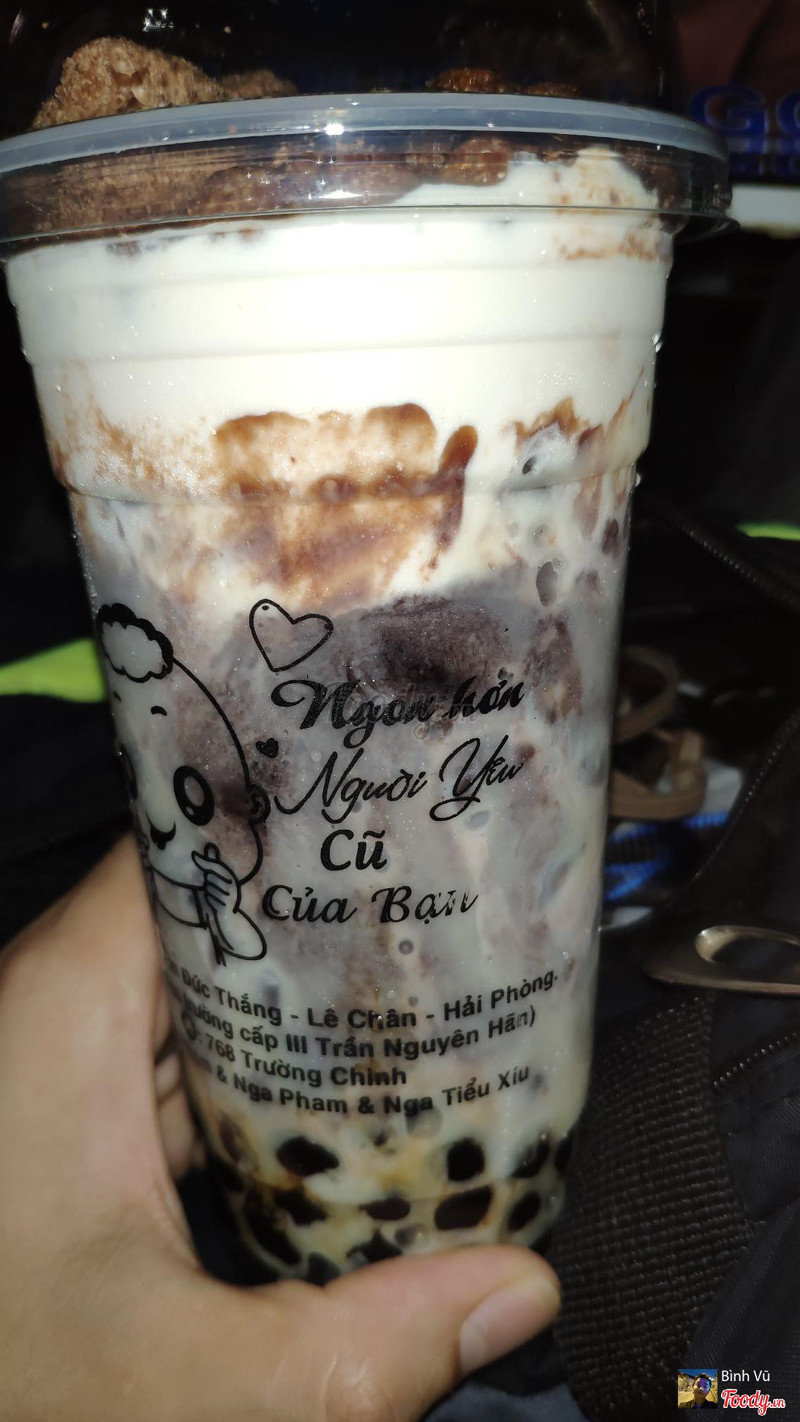 GO
Ngon hơn
Người Yêu
Cũ
Của Bạn
Đức Thắng - Lê Chân - Hải Phòng.
cấp III Trần Nguyên Hãn)
: 768 Trường Chinh
& Nga Pham & Nga Tiểu Xíu
Bình Vũ
Foody.vn